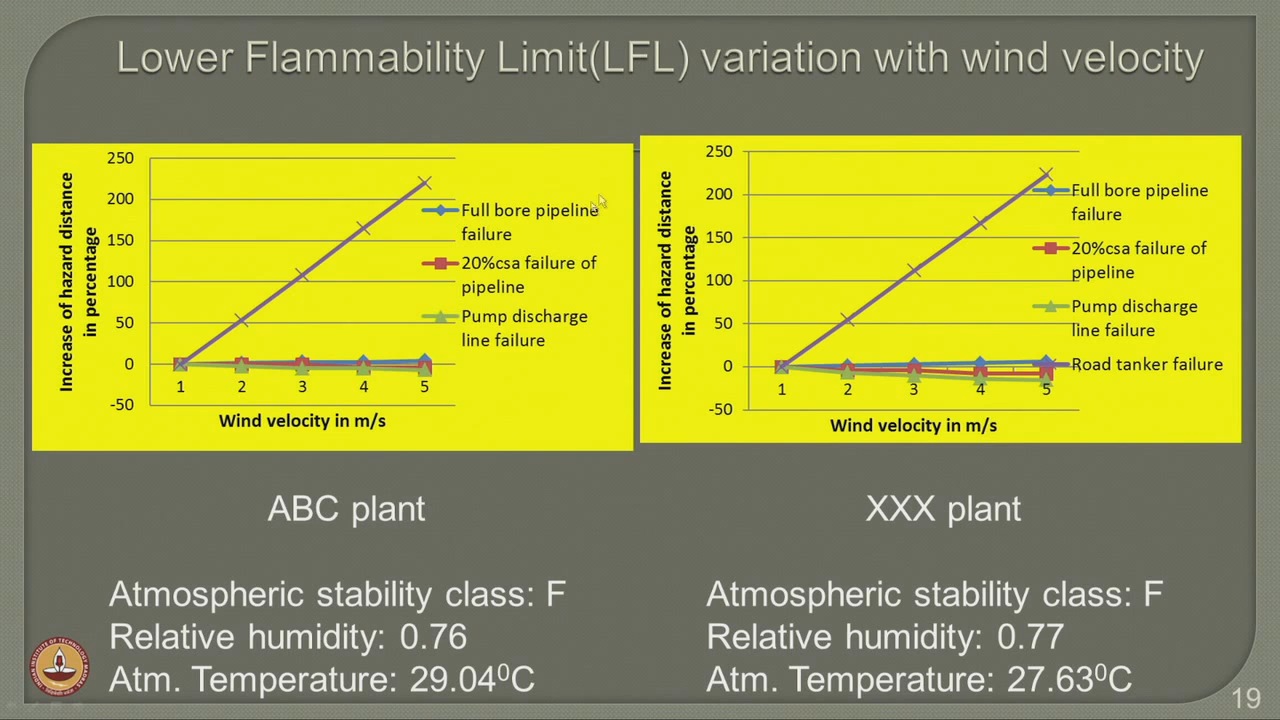 Lower Flammability Limit(LFL) variation with wind velocity
Increase of hazard distance
in percentage
250
200
150
100
50
0
-50
1 2 3 4 5
Wind velocity in m/s
Full bore pipeline
failure
20%csa failure of
pipeline
Pump discharge
line failure
Increase of hazard distance
in percentage
250
200
150
100
50
0
-50
1 2 3 4 5
Wind velocity in m/s
Full bore pipeline
failure
20%csa failure of
pipeline
Pump discharge
line failure
Road tanker failure
ABC plant
Atmospheric stability class: F
Relative humidity: 0.76
Atm. Temperature: 29.04⁰C
XXX plant
Atmospheric stability class: F
Relative humidity: 0.77
Atm. Temperature: 27.63⁰C
19